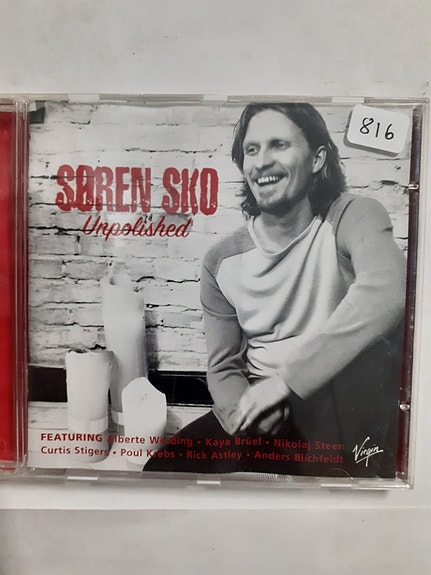 816
SØREN SKO
Unpolished
FEATURING Alberte Winding • Kaya Brüel • Nikolaj Steen
Curtis Stigers • Poul Krebs • Rick Astley • Anders Blichfeldt
Virgin